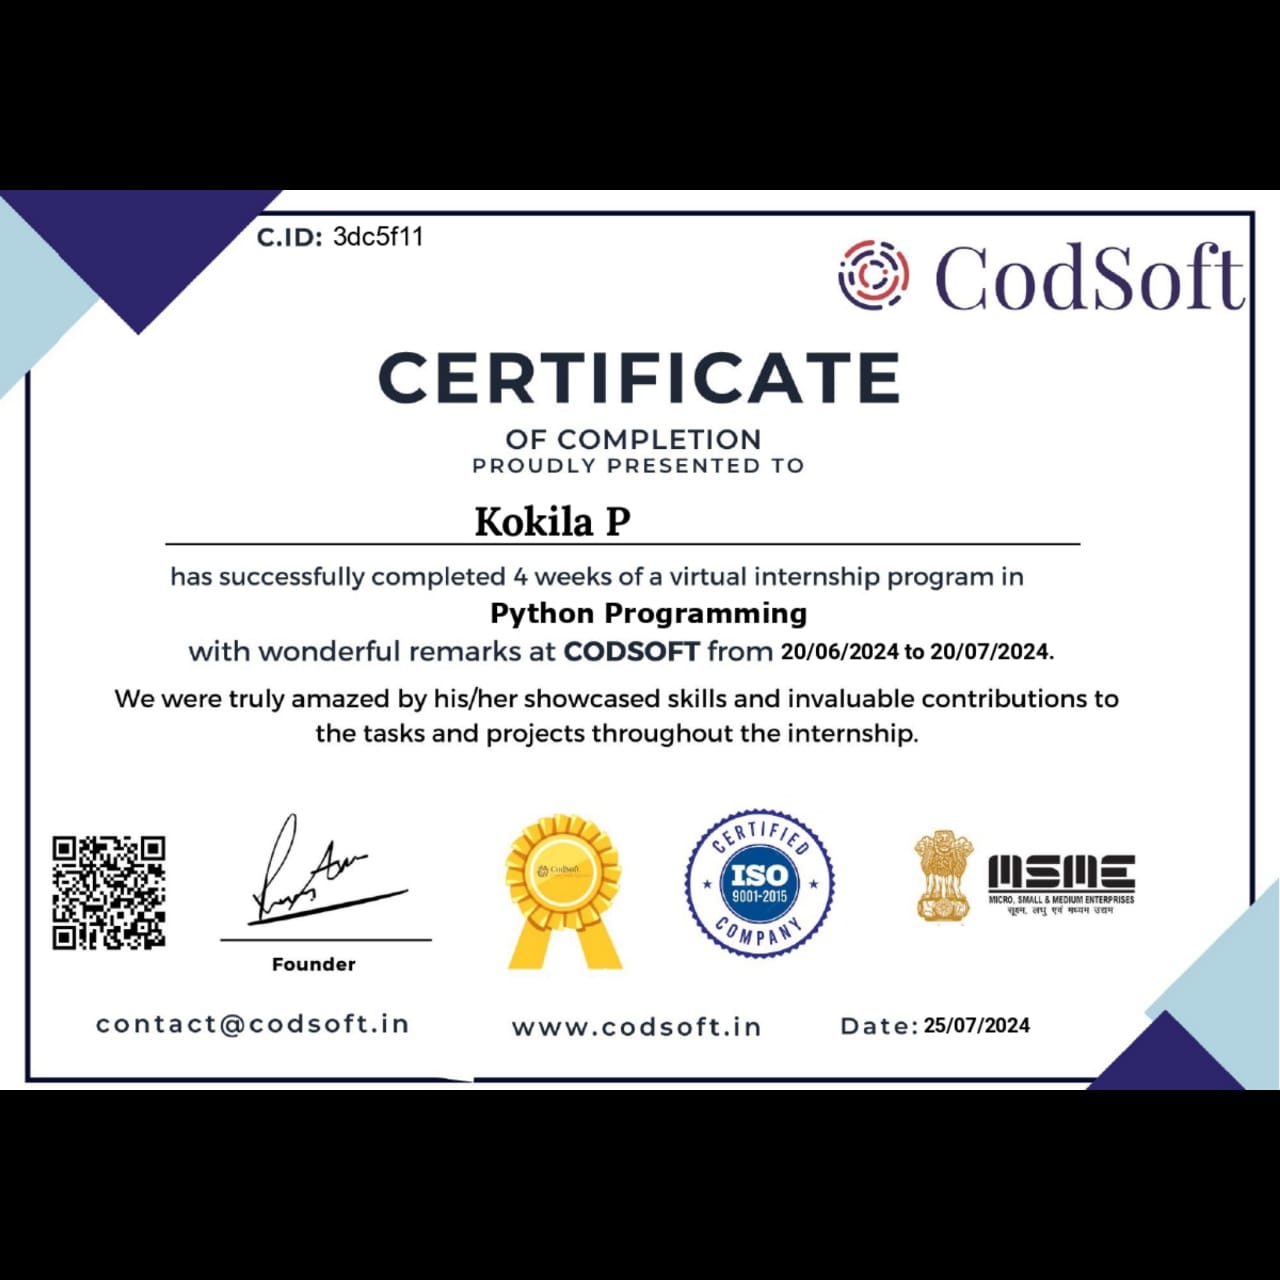 C.ID: 3dc5f11
CodSoft
CERTIFICATE
OF COMPLETION
PROUDLY PRESENTED TO
Kokila P
has successfully completed 4 weeks of a virtual internship program in
Python Programming
with wonderful remarks at CODSOFT from 20/06/2024 to 20/07/2024.
We were truly amazed by his/her showcased skills and invaluable contributions to
the tasks and projects throughout the internship.
Founder
CodSoft
CERTIFIED
ISO
9001-2015
COMPANY
MSME
MICRO, SMALL & MEDIUM ENTERPRISES
सूक्ष्म, लघु एवं मध्यम उद्यम
contact@codsoft.in
www.codsoft.in
Date: 25/07/2024